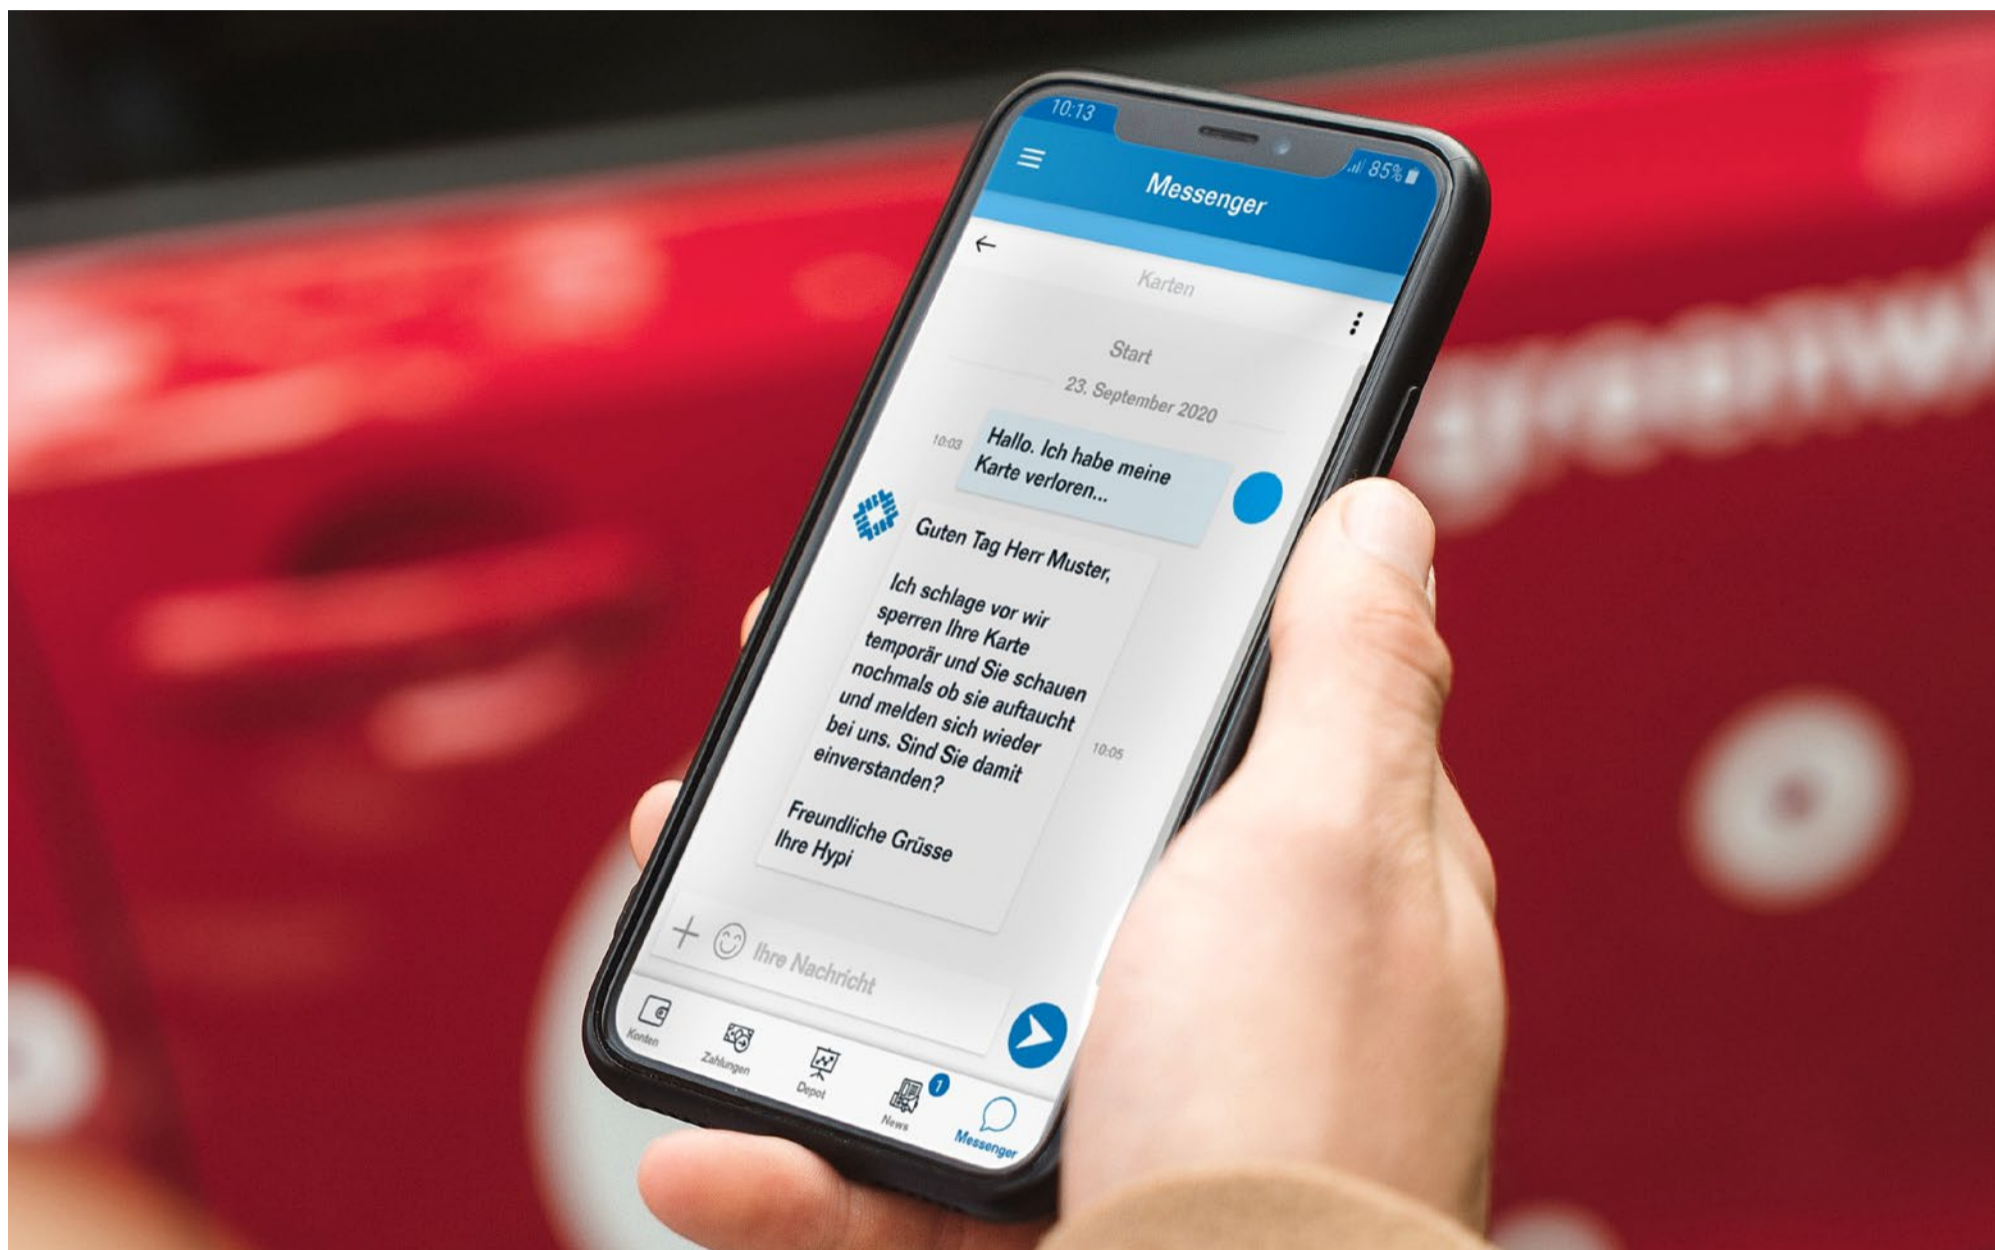 10:13
85%
Messenger
Karten
Start
23. September 2020
10:03
Hallo. Ich habe meine
Karte verloren...
Guten Tag Herr Muster,
Ich schlage vor wir
sperren Ihre Karte
temporär und Sie schauen
nochmals ob sie auftaucht
und melden sich wieder
bei uns. Sind Sie damit
einverstanden?
10:05
Freundliche Grüsse
Ihre Hypi
Ihre Nachricht
Konten
Zahlungen
Depot
News
1
Messenger